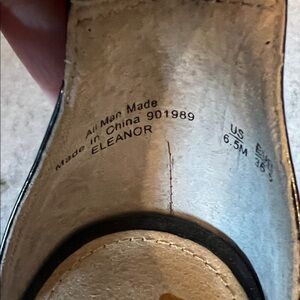 All Man Made
Made in China 901989
ELEANOR
US
6.5M